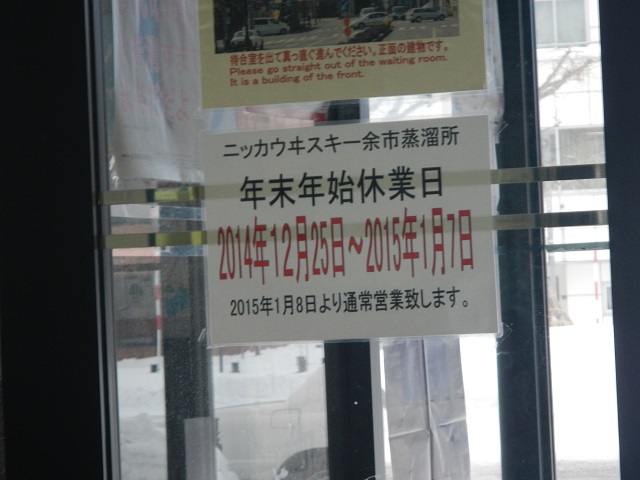 待合室を出て真っ直ぐ進んでください。正面の建物です。
Please go straight out of the waiting room.
It is a building of the front.
ニッカウヰスキー余市蒸溜所
年末年始休業日
2014年12月25日～2015年1月7日
2015年1月8日より通常営業致します。